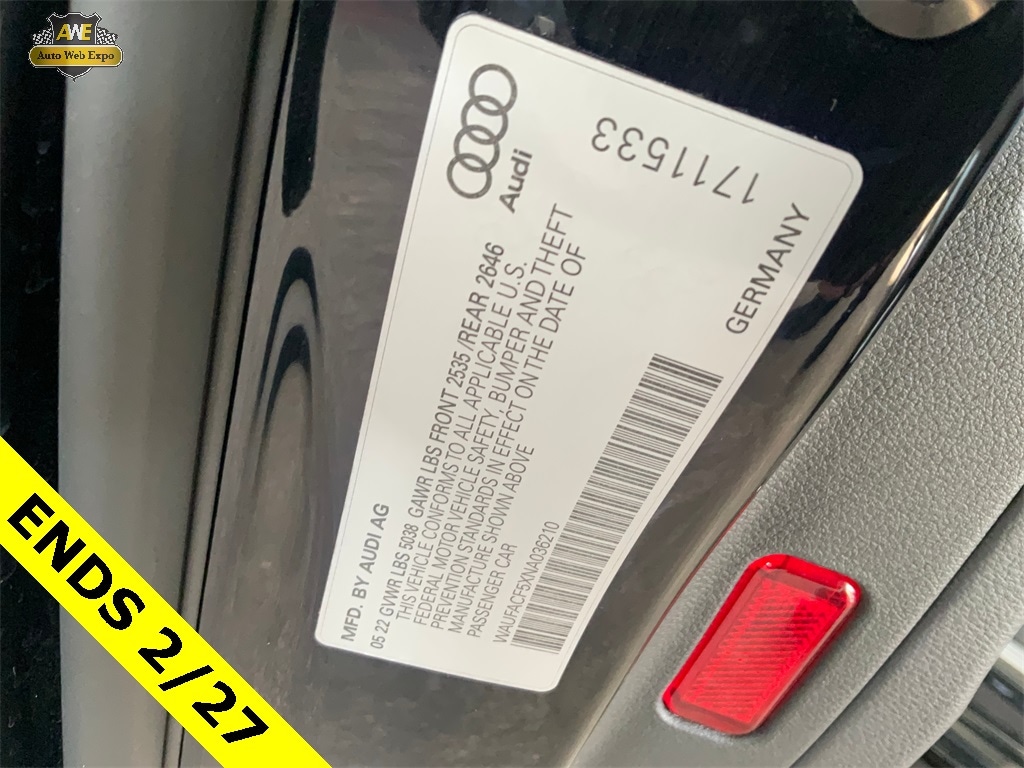 AWE
Auto Web Expo
Audi
1711533
MFD. BY AUDI AG
05 22 GVWR LBS 5038 GAWR LBS FRONT 2535 /REAR 2646
THIS VEHICLE CONFORMS TO ALL APPLICABLE U.S.
FEDERAL MOTOR VEHICLE SAFETY, BUMPER AND THEFT
PREVENTION STANDARDS IN EFFECT ON THE DATE OF
MANUFACTURE SHOWN ABOVE
PASSENGER CAR
WAUFACF5XNA036210
GERMANY
ENDS 2/27